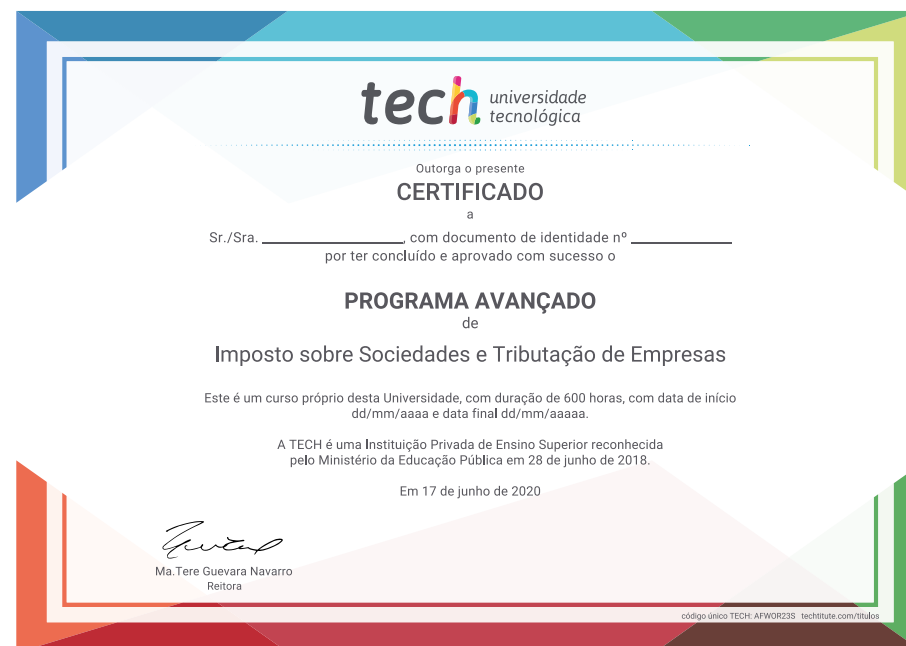 tech universidade
tecnológica
Outorga o presente
CERTIFICADO
a
Sr./Sra. ________________, com documento de identidade nº ____________
por ter concluído e aprovado com sucesso o
PROGRAMA AVANÇADO
de
Imposto sobre Sociedades e Tributação de Empresas
Este é um curso próprio desta Universidade, com duração de 600 horas, com data de início
dd/mm/aaaa e data final dd/mm/aaaaa.
A TECH é uma Instituição Privada de Ensino Superior reconhecida
pelo Ministério da Educação Pública em 28 de junho de 2018.
Em 17 de junho de 2020
Ma.Tere Guevara Navarro
Reitora
código único TECH: AFWOR23S techtitute.com/titulos